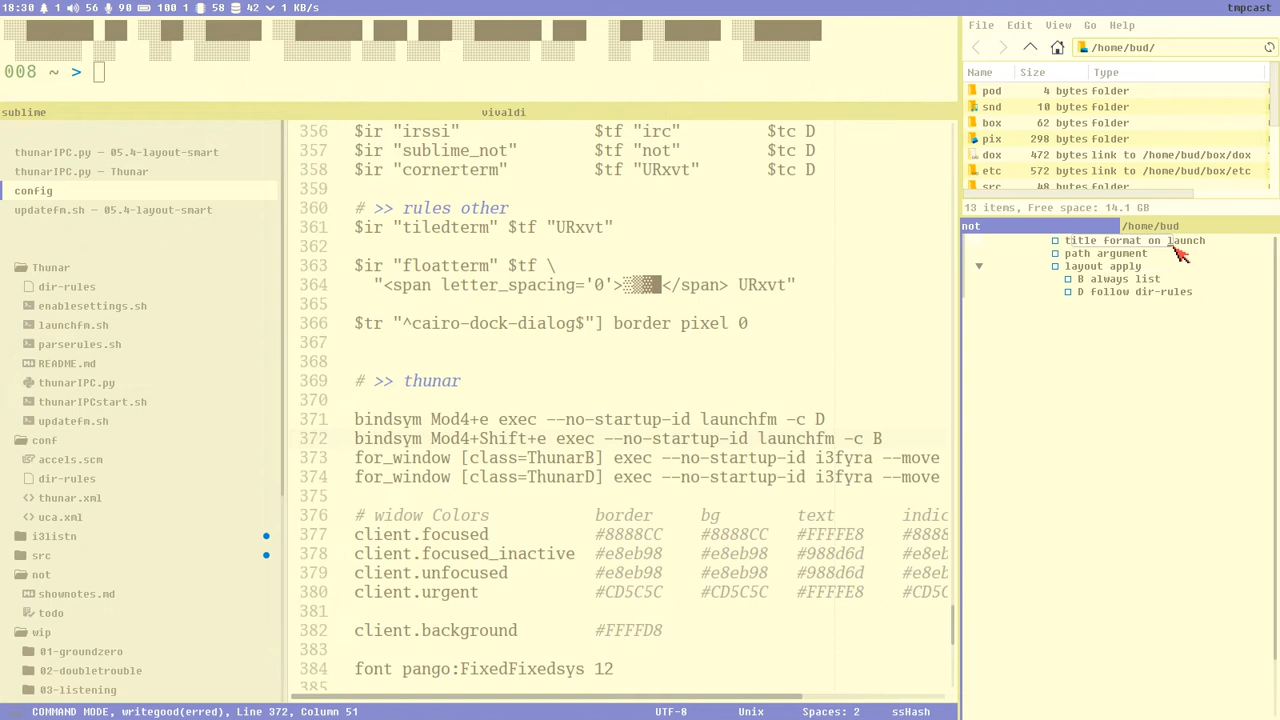 18:30 1 56 90 100 1 58 42 1 KB/s
tmpcast
008 ~ >
sublime
vivaldi
thunarIPC.py — 05.4-layout-smart
thunarIPC.py — Thunar
config
updatefm.sh — 05.4-layout-smart
Thunar
dir-rules
enablesettings.sh
launchfm.sh
parserules.sh
README.md
thunarIPC.py
thunarIPCstart.sh
updatefm.sh
conf
accels.scm
dir-rules
<> thunar.xml
<> uca.xml
i3listn
src
not
shownotes.md
todo
wip
01-groundzero
02-doubletrouble
03-listening
356 $ir "irssi" $tf "irc" $tc D
357 $ir "sublime_not" $tf "not" $tc D
358 $ir "cornerterm" $tf "URxvt" $tc D
359
360 # >> rules other
361 $ir "tiledterm" $tf "URxvt"
362
363 $ir "floatterm" $tf \
364 "<span letter_spacing='0'>░▒▓█</span> URxvt"
365
366 $tr "^cairo-dock-dialog$"] border pixel 0
367
368
369 # >> thunar
370
371 bindsym Mod4+e exec --no-startup-id launchfm -c D
372 bindsym Mod4+Shift+e exec --no-startup-id launchfm -c B
373 for_window [class=ThunarB] exec --no-startup-id i3fyra --move
374 for_window [class=ThunarD] exec --no-startup-id i3fyra --move
375
376 # widow Colors border bg text indic
377 client.focused #8888CC #8888CC #FFFFE8 #8888
378 client.focused_inactive #e8eb98 #e8eb98 #988d6d #e8eb
379 client.unfocused #e8eb98 #e8eb98 #988d6d #e8eb
380 client.urgent #CD5C5C #CD5C5C #FFFFE8 #CD5C
381
382 client.background #FFFFD8
383
384 font pango:FixedFixedsys 12
385
File Edit View Go Help
/home/bud/
Name Size Type
pod 4 bytes folder
snd 10 bytes folder
box 62 bytes folder
pix 298 bytes folder
dox 472 bytes link to /home/bud/box/dox
etc 572 bytes link to /home/bud/box/etc
src 48 bytes folder
13 items, Free space: 14.1 GB
not /home/bud
title format on launch
path argument
layout apply
B always list
D follow dir-rules
COMMAND MODE, writegood(erred), Line 372, Column 51 UTF-8 Unix Spaces: 2 ssHash